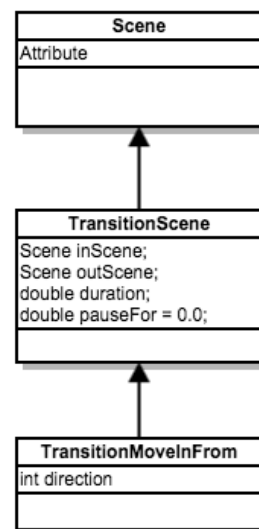 Scene
Attribute
TransitionScene
Scene inScene;
Scene outScene;
double duration;
double pauseFor = 0.0;
TransitionMoveInFrom
int direction